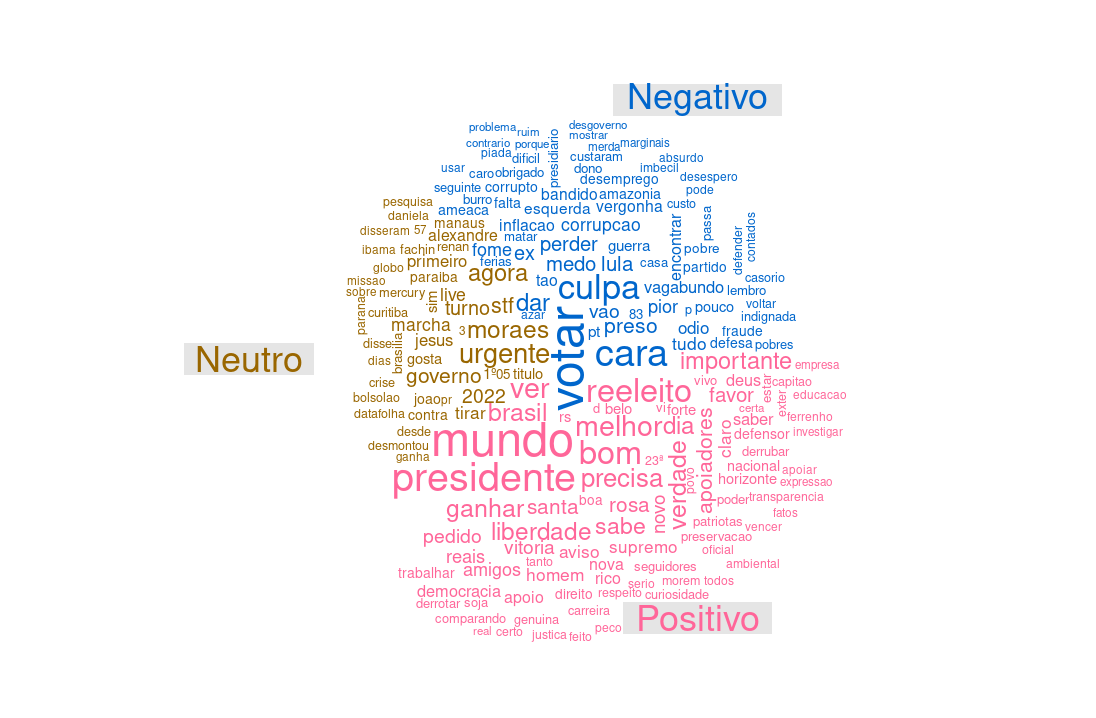 Negativo
problema ruim desgoverno
mostrar
contrario porque presidiario merda marginais
piada dificil custaram absurdo
usar caro obrigado dono imbecil desespero
seguinte corrupto desemprego pode
pesquisa burro falta bandido amazonia custo
daniela ameaca esquerda vergonha passa
disseram 57 manaus inflacao corrupcao encontrar defender contados
alexandre matar
ibama fachin renan fome ex perder guerra pobre
globo primeiro ferias medo lula casa partido
missao paraiba agora tao culpa vagabundo casorio
sobre mercury sim live lembro
parana curitiba turno stf dar vao 83 pior p pouco voltar
azar indignada
marcha 3 moraes votar pt preso odio fraude
disse brasilia jesus tudo defesa pobres
Neutro
dias gosta urgente cara importante empresa
crise governo 1º05 titulo vivo deus estar capitao
bolsolao joao pr 2022 ver reeleito favor exter educacao
datafolha contra tirar brasil rs d belo vi forte certa ferrenho
desde melhor dia apoiadores claro saber defensor investigar
desmontou mundo bom verdade derrubar
ganha 23ª povo nacional apoiar
presidente precisa horizonte expressao
ganhar santa boa rosa novo poder transparencia
pedido liberdade sabe patriotas fatos
vencer
vitoria aviso supremo preservacao
reais tanto nova oficial
trabalhar amigos homem rico seguidores ambiental
serio morem todos
democracia apoio direito respeito curiosidade
derrotar soja carreira
comparando genuina Positivo
real certo justica feito peco